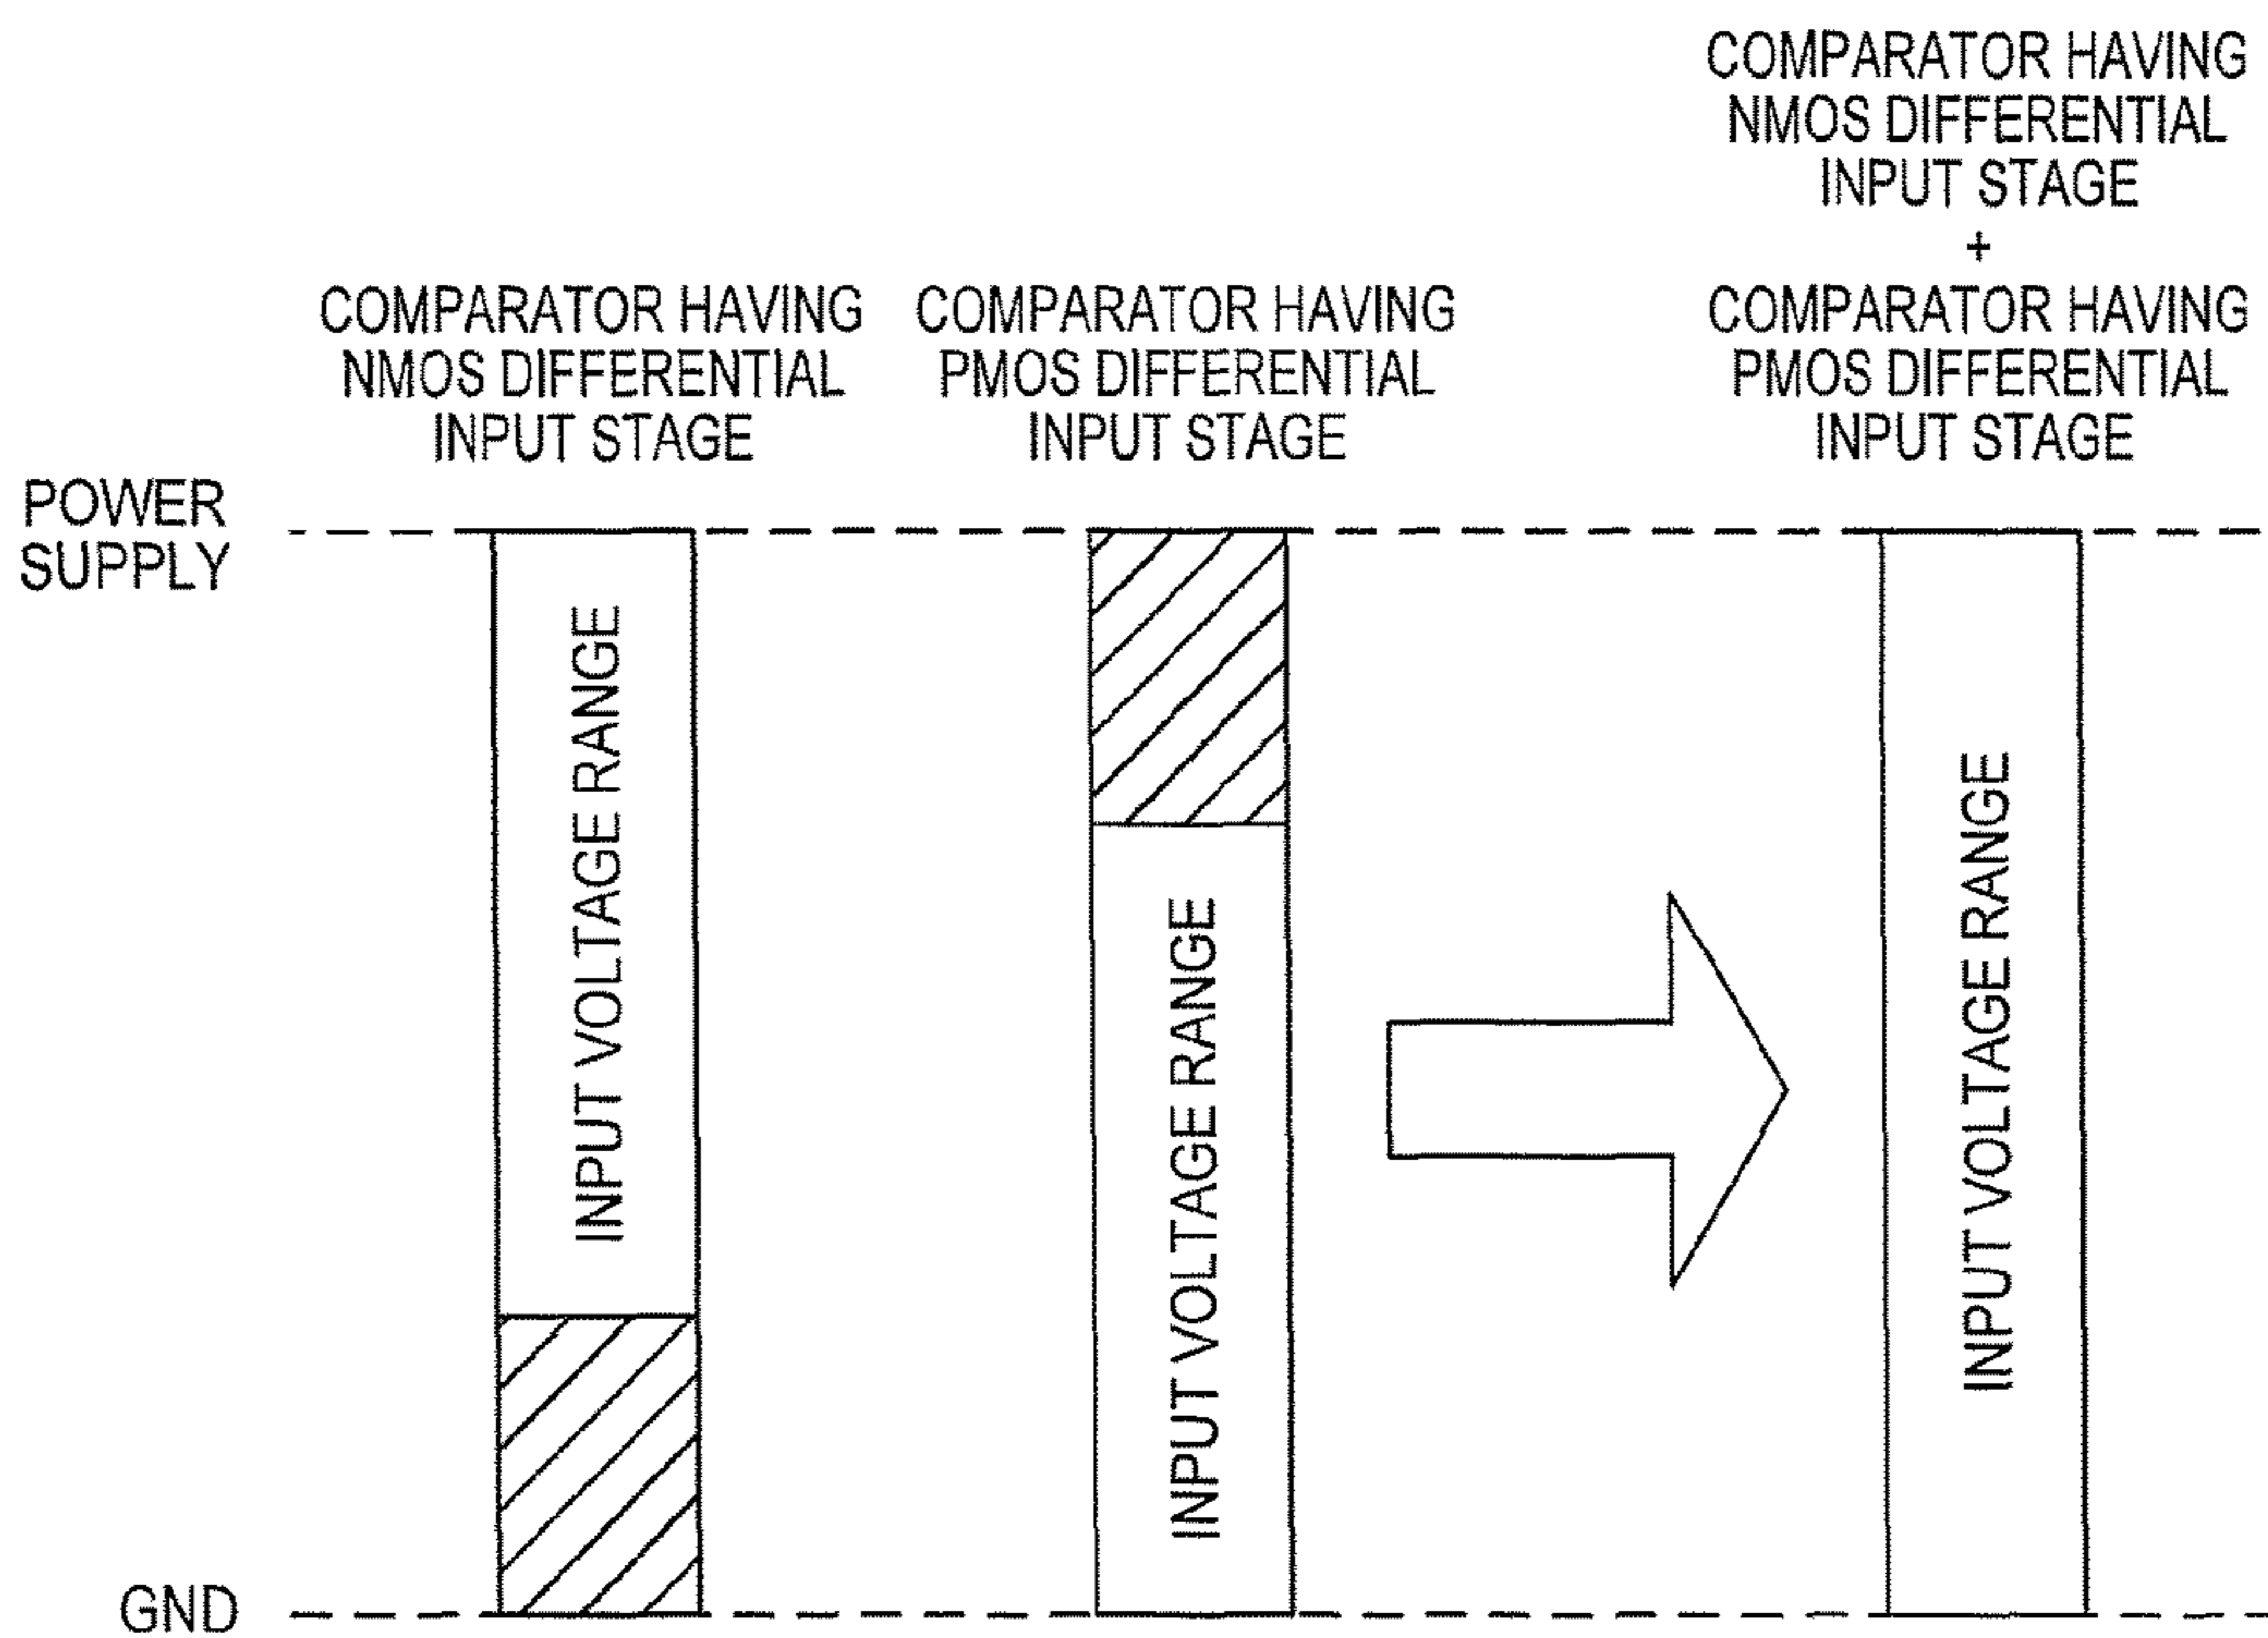 COMPARATOR HAVING
NMOS DIFFERENTIAL
INPUT STAGE
COMPARATOR HAVING
PMOS DIFFERENTIAL
INPUT STAGE
COMPARATOR HAVING
NMOS DIFFERENTIAL
INPUT STAGE
+
COMPARATOR HAVING
PMOS DIFFERENTIAL
INPUT STAGE
POWER
SUPPLY
INPUT VOLTAGE RANGE
INPUT VOLTAGE RANGE
INPUT VOLTAGE RANGE
GND